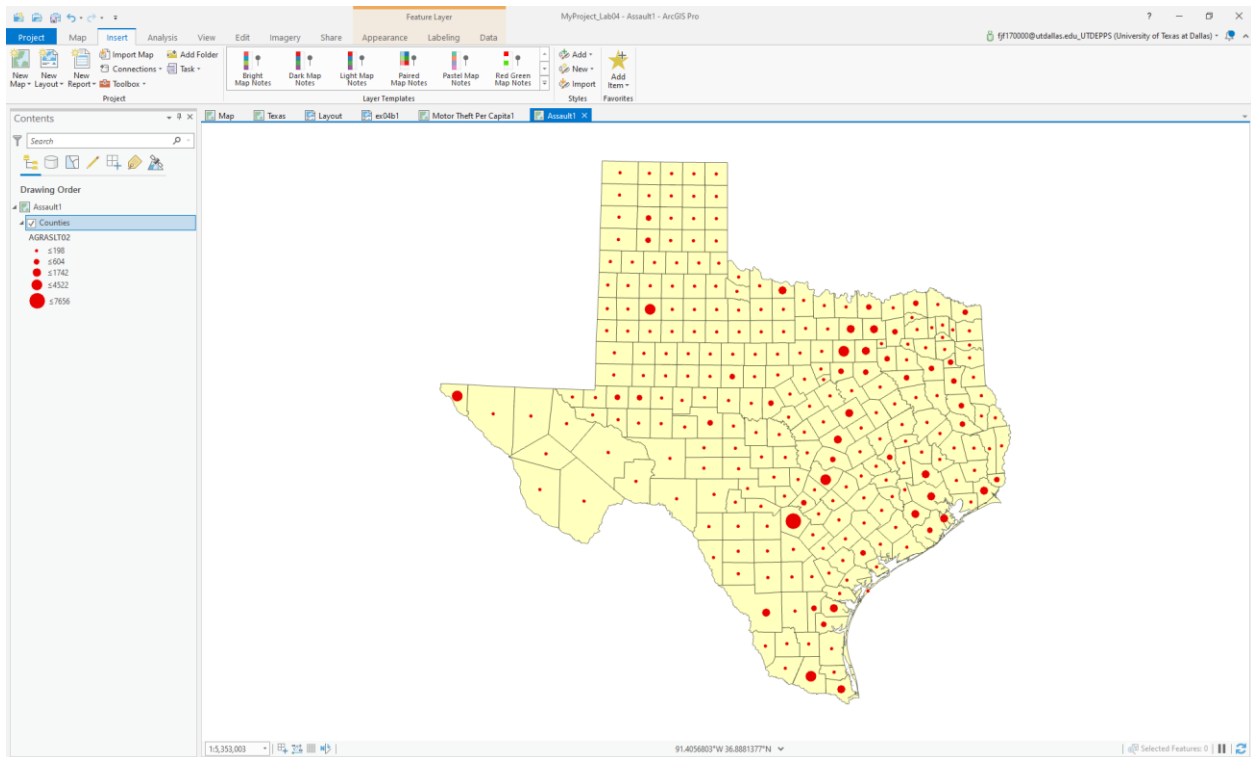 Feature Layer
MyProject_Lab04 - Assault1 - ArcGIS Pro
? 
Project Map Insert Analysis View Edit Imagery Share Appearance Labeling Data
fjf170000@utdallas.edu_UTDEPPS (University of Texas at Dallas)
New Map
New Layout
New Report
Import Map
Connections
Toolbox
Add Folder
Task
Project
Bright Map Notes
Dark Map Notes
Light Map Notes
Paired Map Notes
Pastel Map Notes
Red Green Map Notes
Layer Templates
Add
New
Import
Styles
Add Item
Favorites
Contents
Map Texas Layout ex04b1 Motor Theft Per Capita1 Assault1
Search
Drawing Order
Assault1
Counties
AGRASLT02
≤198
≤604
≤1742
≤4522
≤7656
1:5,353,003
91.4056803°W 36.8881377°N
Selected Features: 0